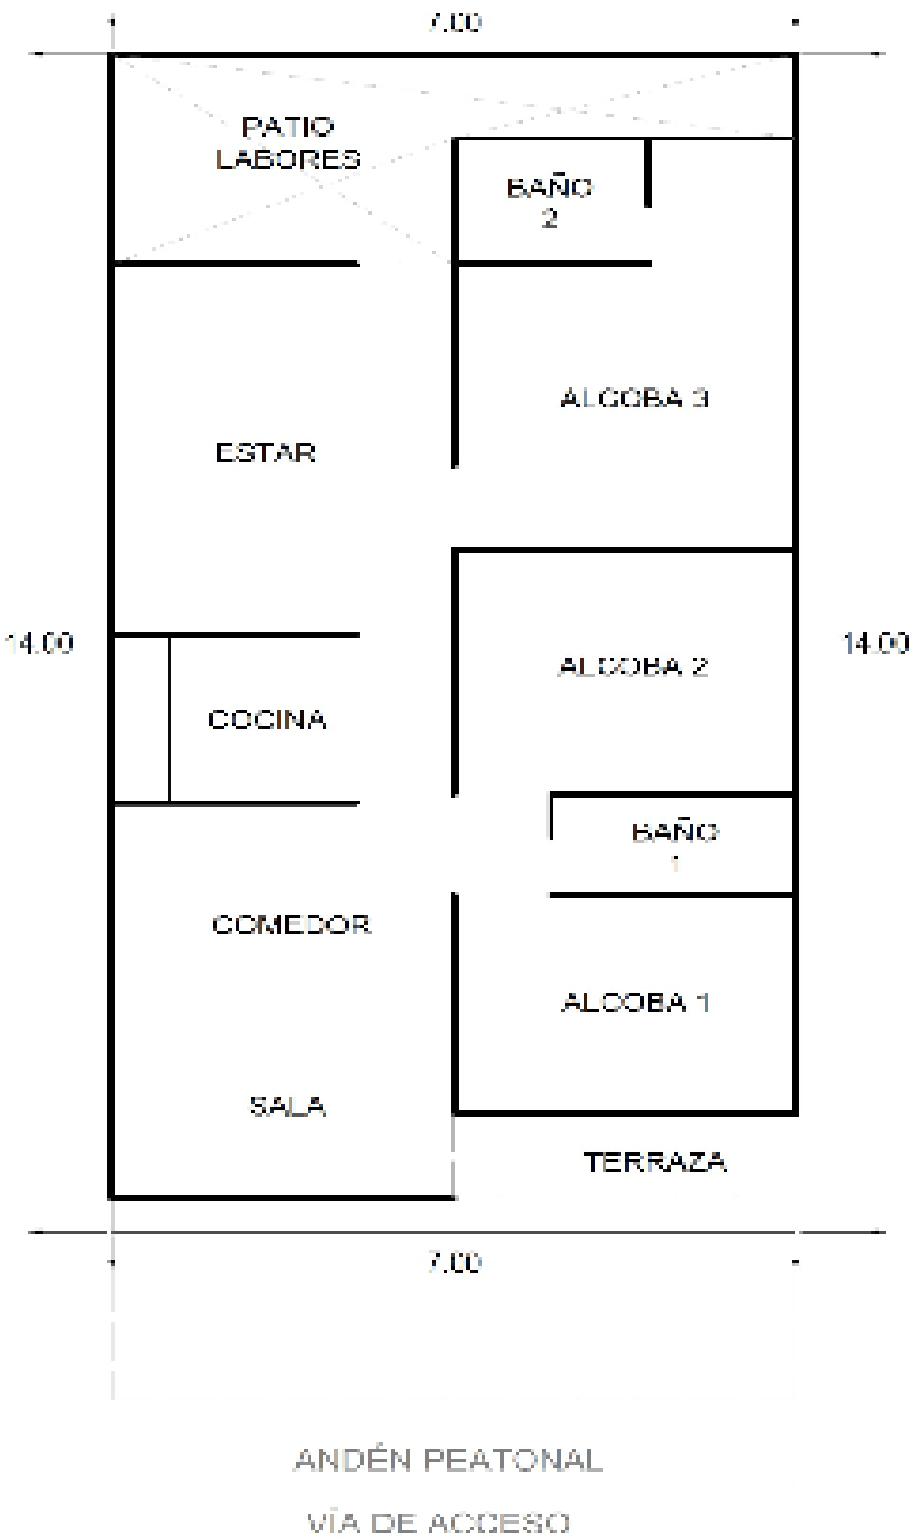 7.00
PATIO
LABORES
BAÑO
2
ALCOBA 3
ESTAR
14.00
14.00
ALCOBA 2
COCINA
BAÑO
1
COMEDOR
ALCOBA 1
SALA
TERRAZA
7.00
ANDÉN PEATONAL
VÍA DE ACCESO